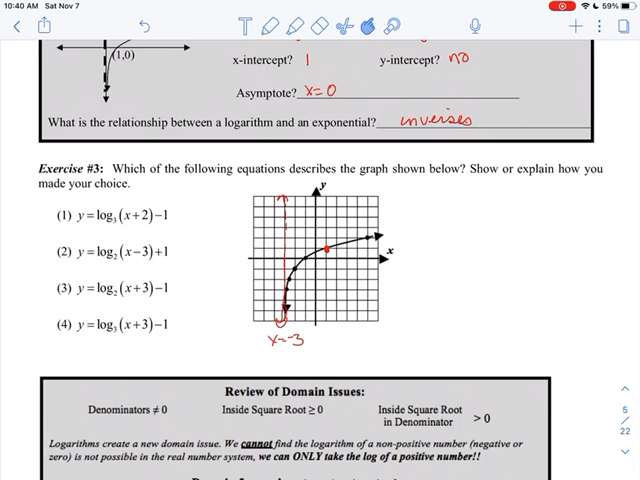 10:40 AM Sat Nov 7
59%
(1,0)
x-intercept? 1 y-intercept? no
Asymptote? x=0
What is the relationship between a logarithm and an exponential? inverses
Exercise #3: Which of the following equations describes the graph shown below? Show or explain how you
made your choice.
(1) y = log₃(x+2)−1
(2) y = log₂(x−3)+1
(3) y = log₂(x+3)−1
(4) y = log₃(x+3)−1
y
x
x=-3
Review of Domain Issues:
Denominators ≠ 0
Inside Square Root ≥ 0
Inside Square Root
in Denominator > 0
Logarithms create a new domain issue. We cannot find the logarithm of a non-positive number (negative or
zero) is not possible in the real number system, we can ONLY take the log of a positive number!!
5
/
22